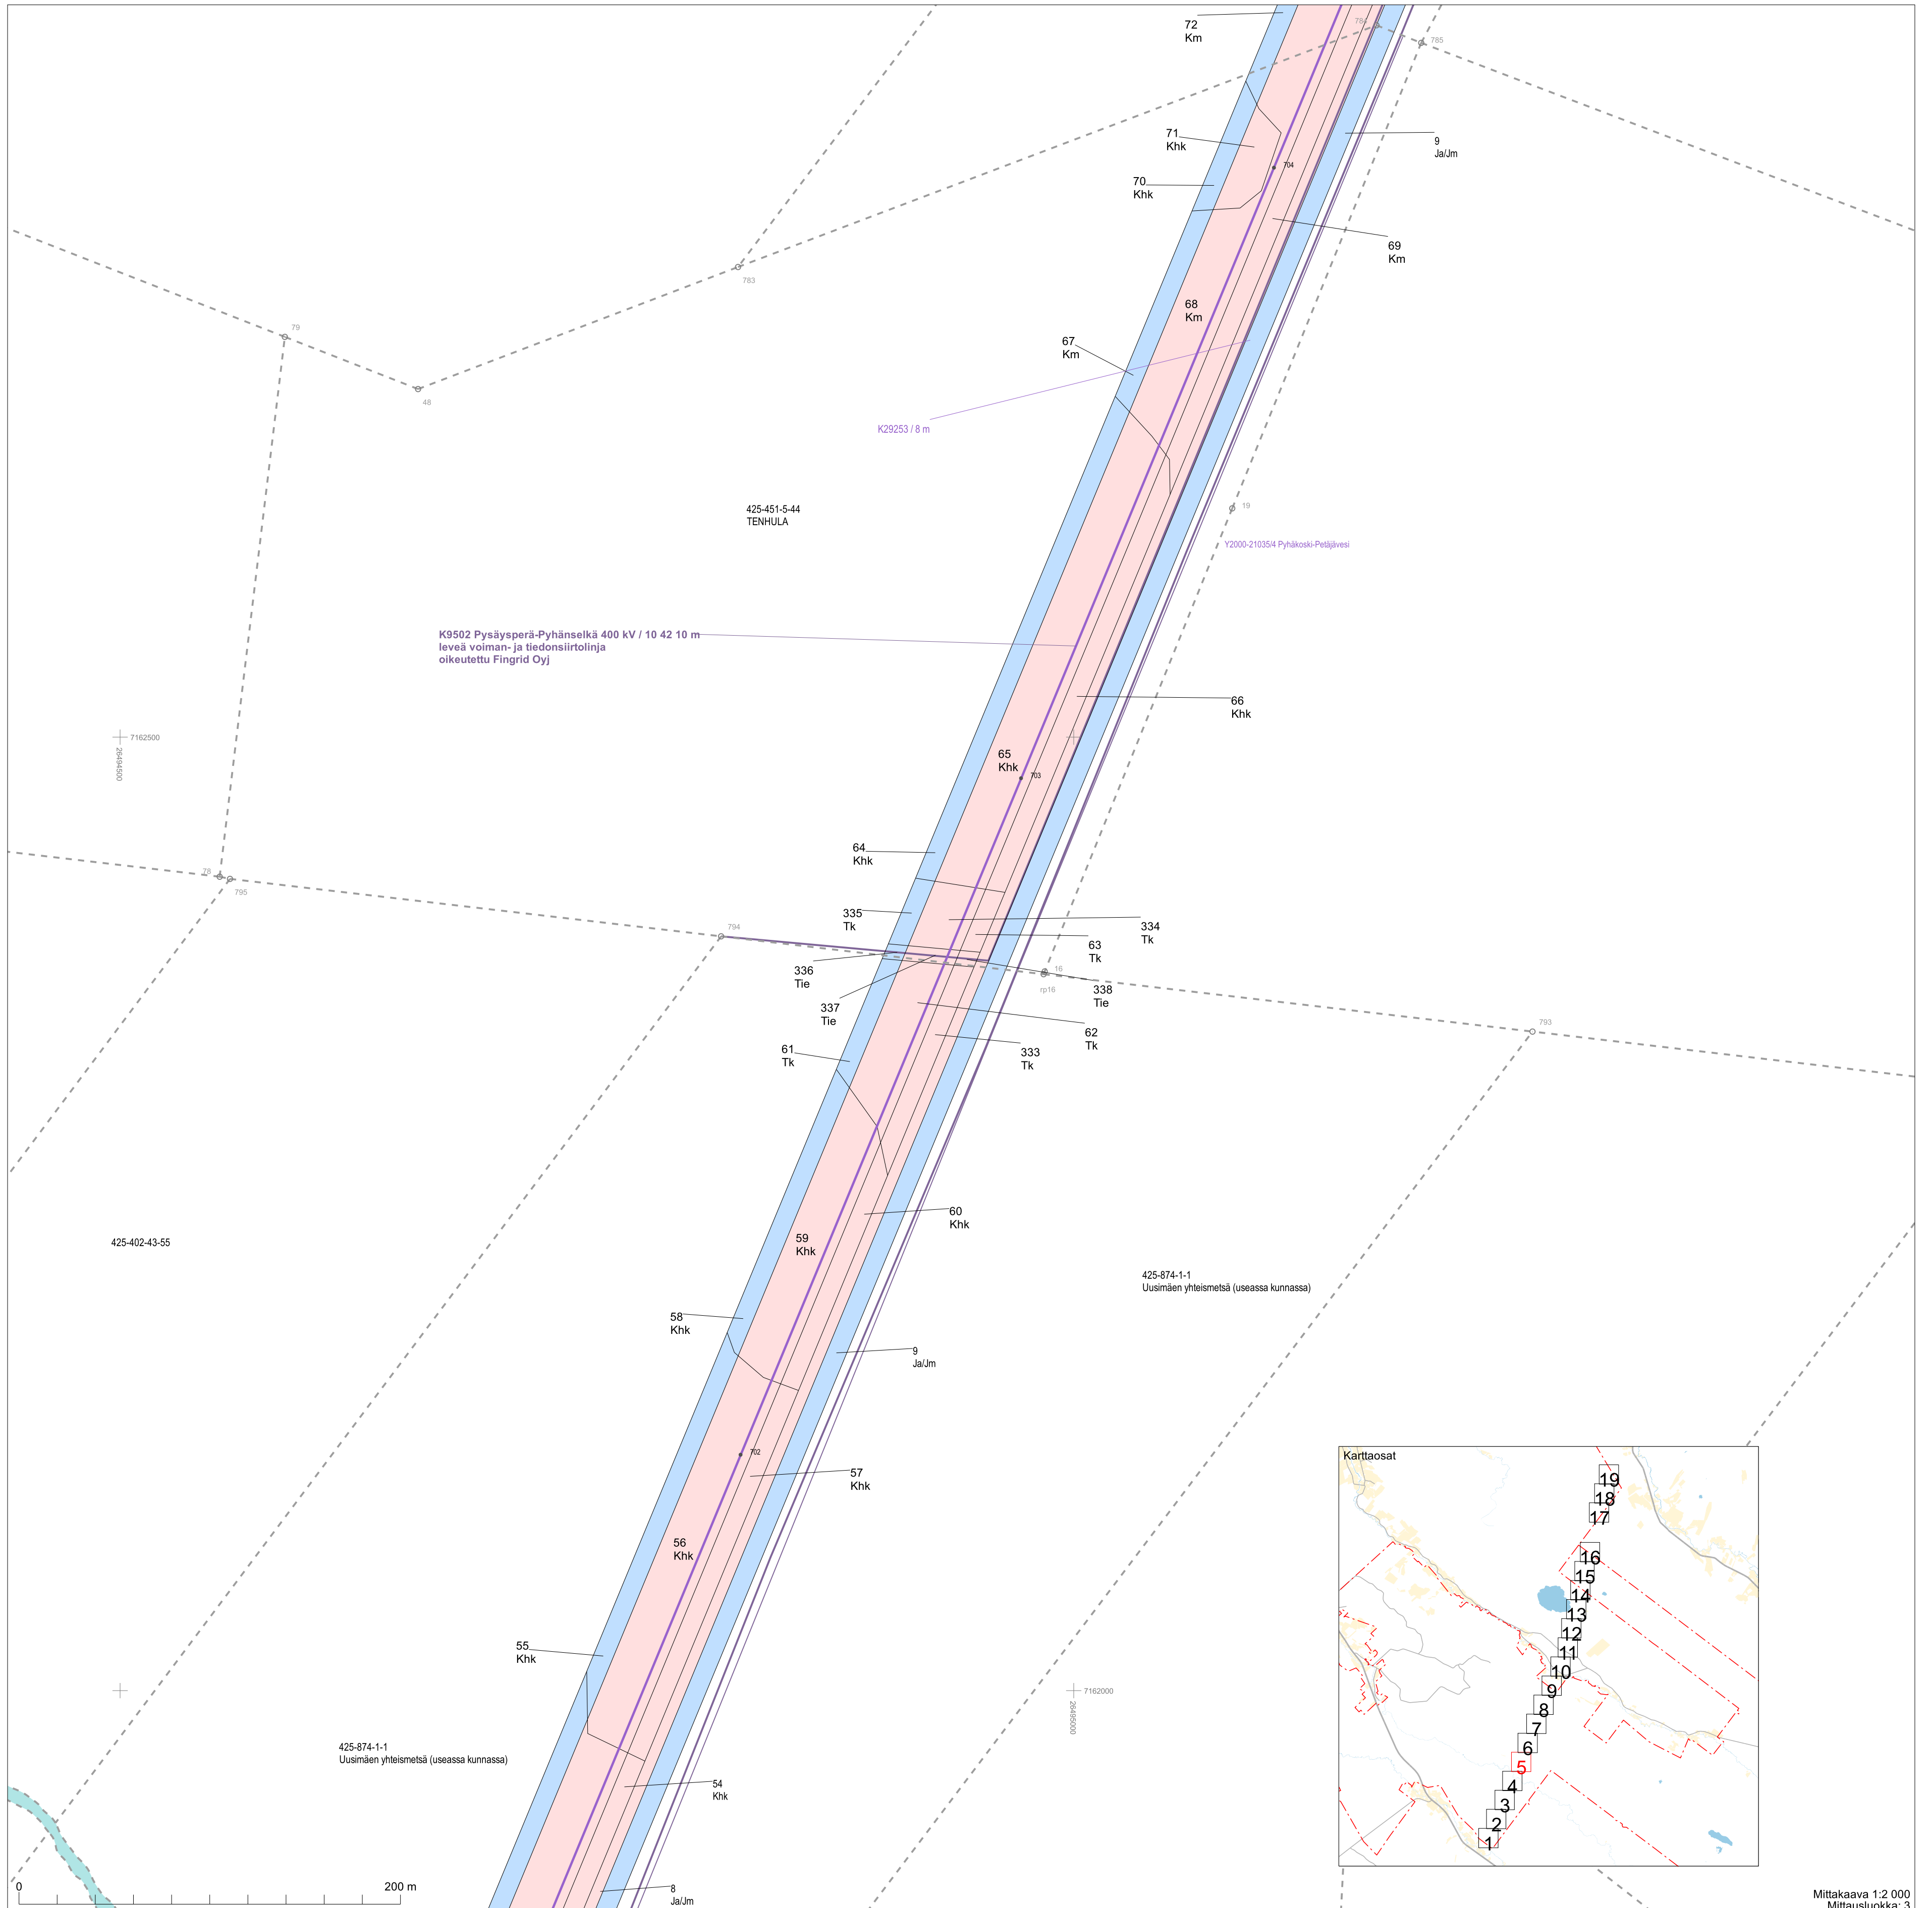 72
Km
784
785
71
Khk
9
Ja/Jm
704
70
Khk
69
Km
783
68
Km
79
67
Km
48
K29253 / 8 m
425-451-5-44
TENHULA
19
Y2000-21035/4 Pyhäkoski-Petäjävesi
K9502 Pysäysperä-Pyhänselkä 400 kV / 10 42 10 m
leveä voiman- ja tiedonsiirtolinja
oikeutettu Fingrid Oyj
66
Khk
7162500
26494500
65
Khk
703
64
Khk
78
795
335
Tk
334
Tk
794
63
Tk
336
Tie
16
rp16
338
Tie
337
Tie
62
Tk
793
61
Tk
333
Tk
60
Khk
59
Khk
425-402-43-55
425-874-1-1
Uusimäen yhteismetsä (useassa kunnassa)
58
Khk
9
Ja/Jm
702
57
Khk
56
Khk
55
Khk
7162000
26495000
425-874-1-1
Uusimäen yhteismetsä (useassa kunnassa)
54
Khk
8
Ja/Jm
0
200 m
Karttaosat
19
18
17
16
15
14
13
12
11
10
9
8
7
6
5
4
3
2
1
Mittakaava 1:2 000
Mittausluokka: 3